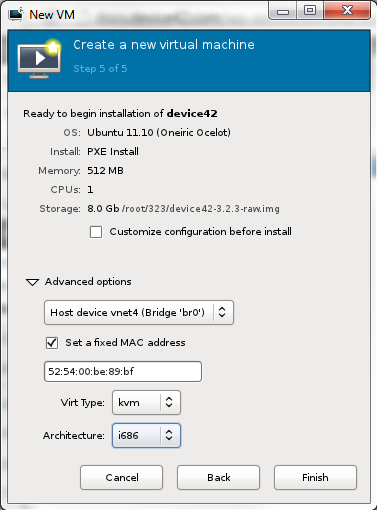 New VM
Create a new virtual machine
Step 5 of 5
Ready to begin installation of device42
OS: Ubuntu 11.10 (Oneiric Ocelot)
Install: PXE Install
Memory: 512 MB
CPUs: 1
Storage: 8.0 Gb /root/323/device42-3.2.3-raw.img
Customize configuration before install
Advanced options
Host device vnet4 (Bridge 'br0')
Set a fixed MAC address
52:54:00:be:89:bf
Virt Type: kvm
Architecture: i686
Cancel Back Finish